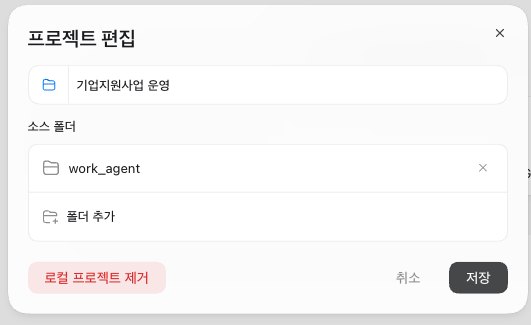 프로젝트 편집
기업지원사업 운영
소스 폴더
work_agent
폴더 추가
로컬 프로젝트 제거
취소
저장